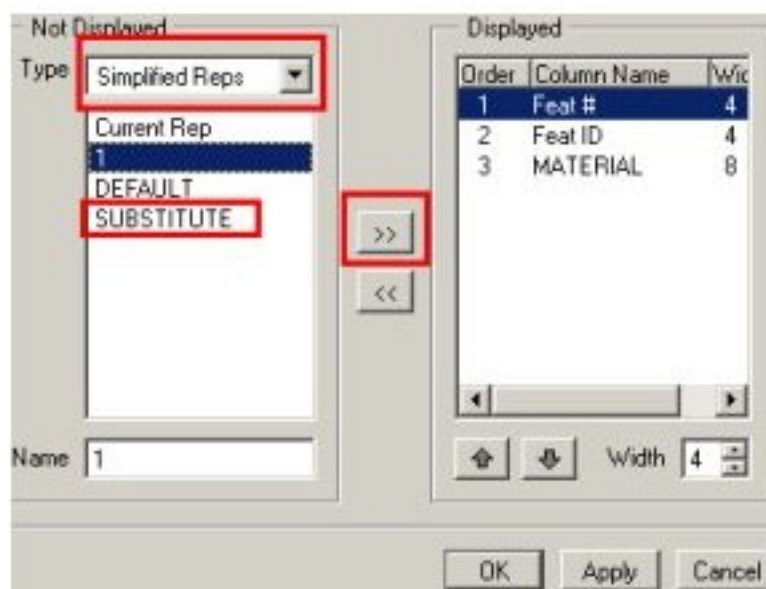 Not Displayed
Type Simplified Reps
Current Rep
1
DEFAULT
SUBSTITUTE
Name 1
>>
<<
Displayed
Order Column Name Wic
1 Feat # 4
2 Feat ID 4
3 MATERIAL 8
Width 4
OK Apply Cancel